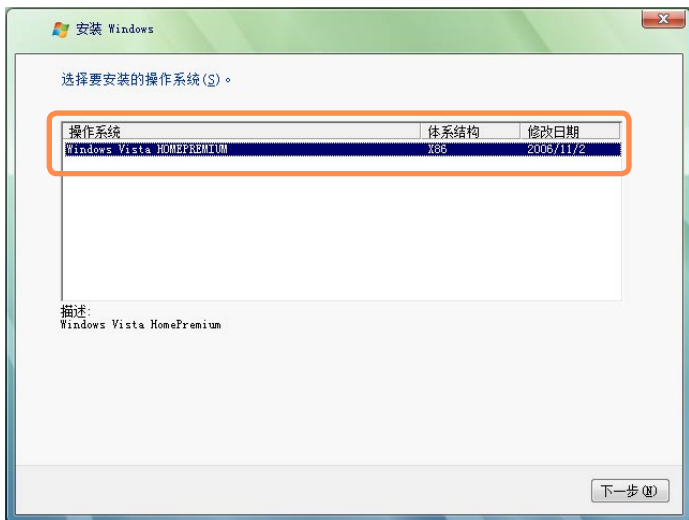 安装 Windows
选择要安装的操作系统(S)。
操作系统 体系结构 修改日期
Windows Vista HOMEPREMIUM X86 2006/11/2
描述:
Windows Vista HomePremium
下一步(N)